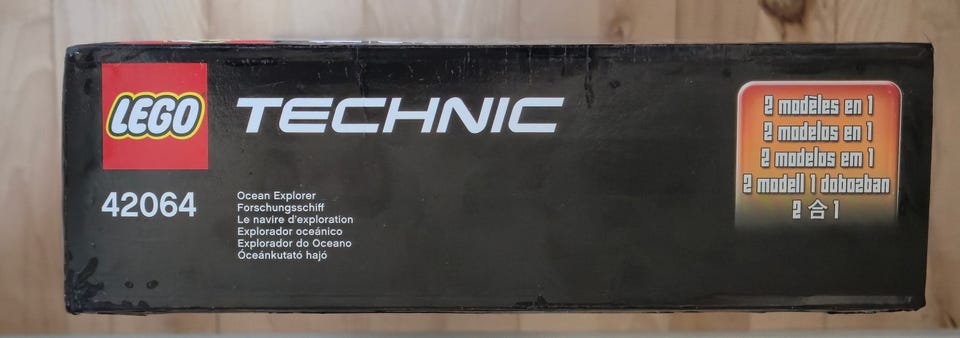 LEGO
TECHNIC
42064
Ocean Explorer
Forschungsschiff
Le navire d'exploration
Explorador oceánico
Explorador do Oceano
Óceánkutató hajó
2 modèles en 1
2 modelos en 1
2 modelos em 1
2 modell 1 dobozban
2 合 1